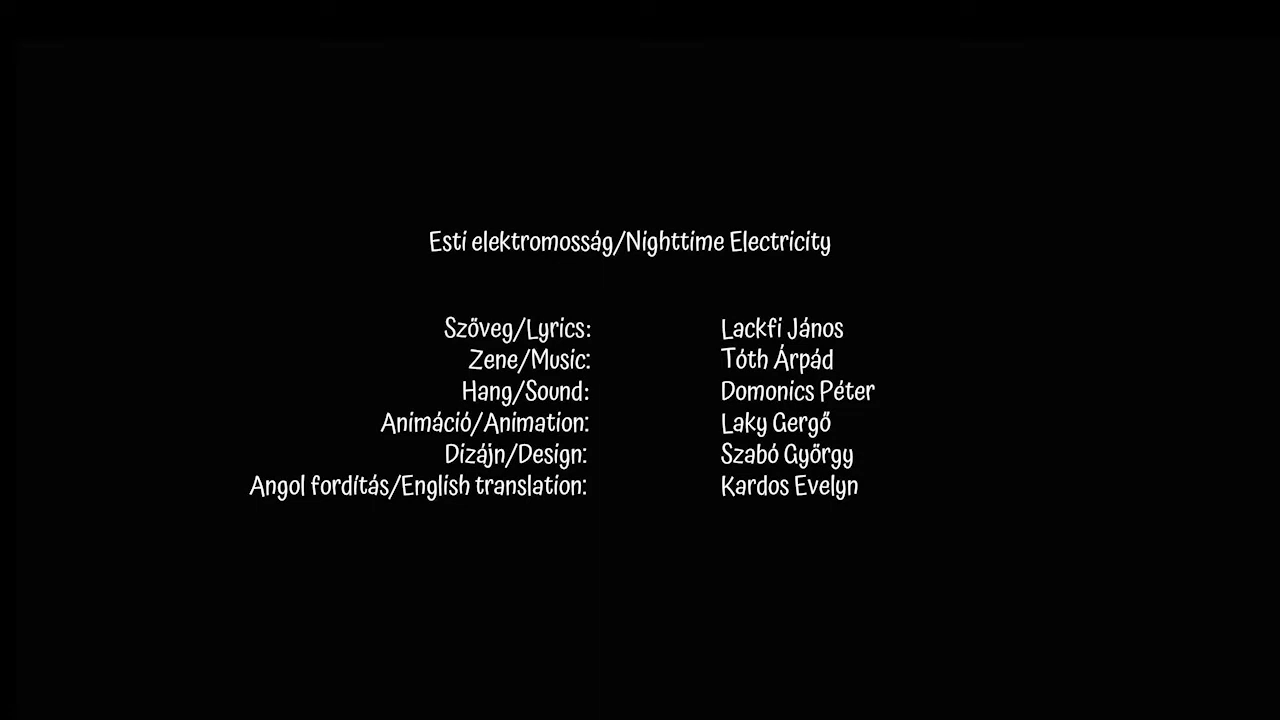 Esti elektromosság/Nighttime Electricity
Szöveg/Lyrics: Lackfi János
Zene/Music: Tóth Árpád
Hang/Sound: Domonics Péter
Animáció/Animation: Laky Gergő
Dizájn/Design: Szabó György
Angol fordítás/English translation: Kardos Evelyn